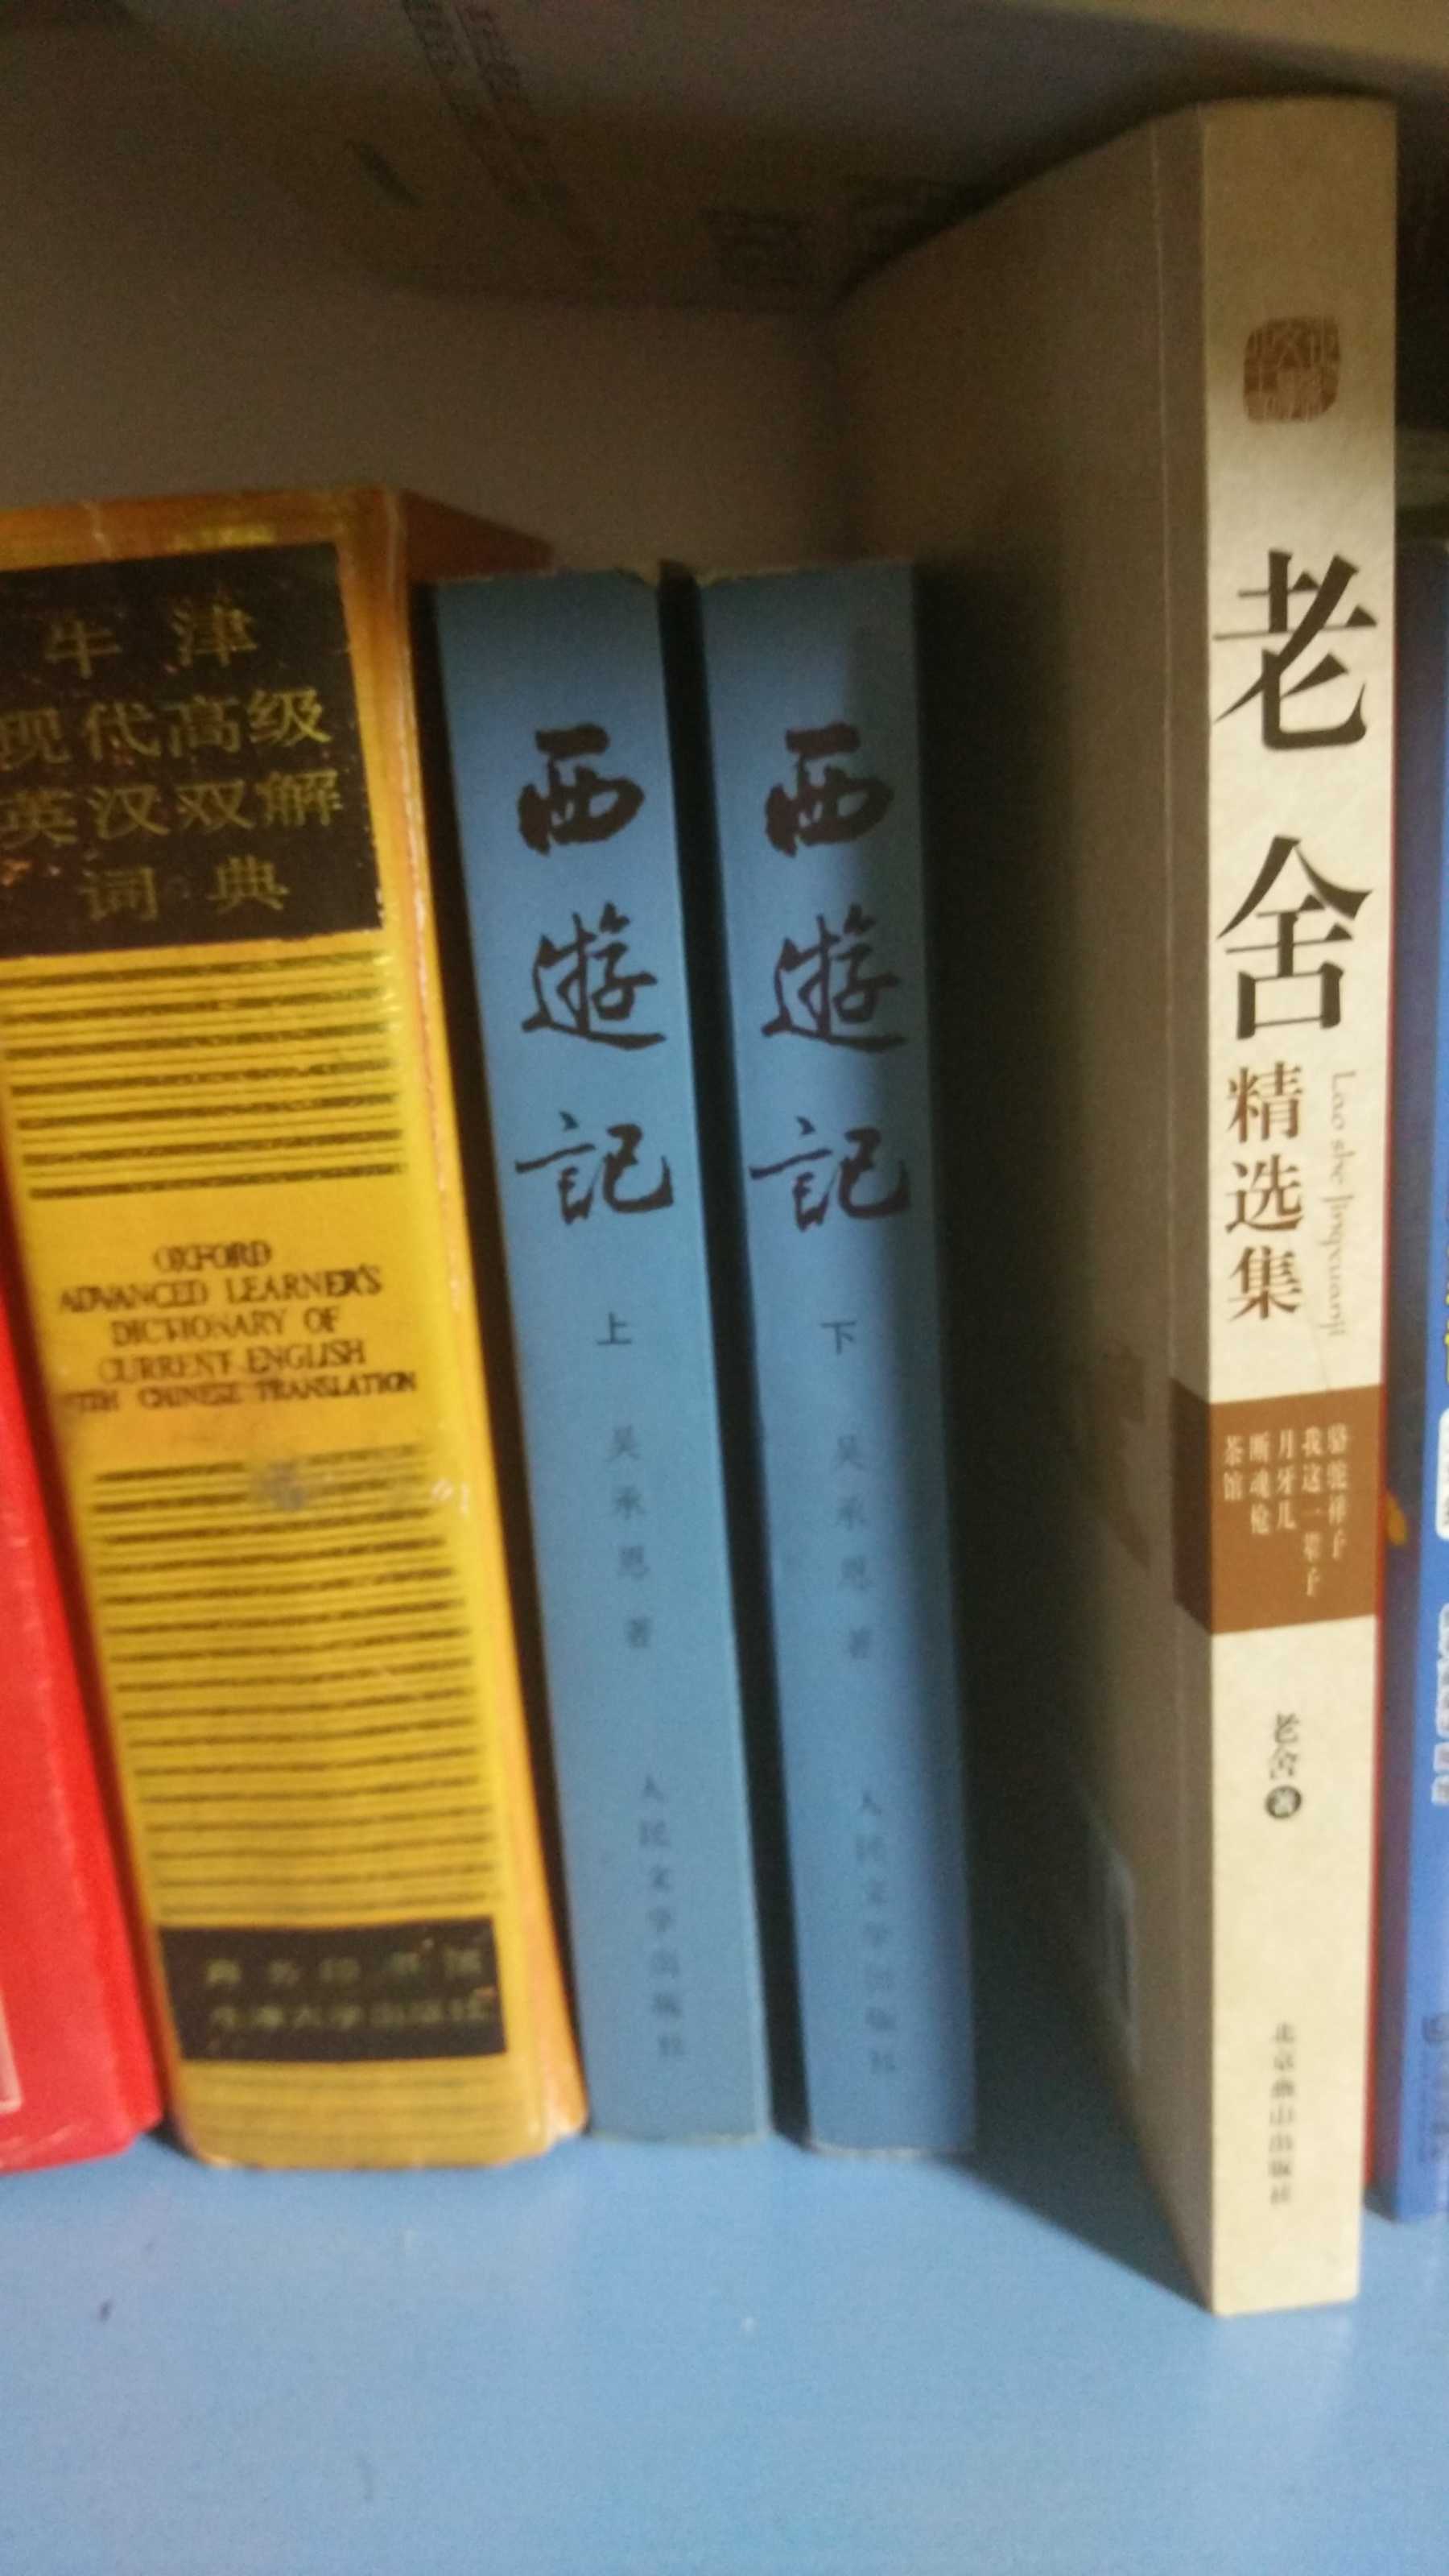 牛津
现代高级
英汉双解
词典
OXFORD
ADVANCED LEARNER'S
DICTIONARY OF
CURRENT ENGLISH
WITH CHINESE TRANSLATION
商务印书馆
牛津大学出版社
西遊記
上
吴承恩 著
人民文学出版社
西遊記
下
吴承恩 著
人民文学出版社
老舍
精选集
Lao she jingxuanji
骆驼祥子
我这一辈子
月牙儿
断魂枪
茶馆
老舍 著
北京燕山出版社